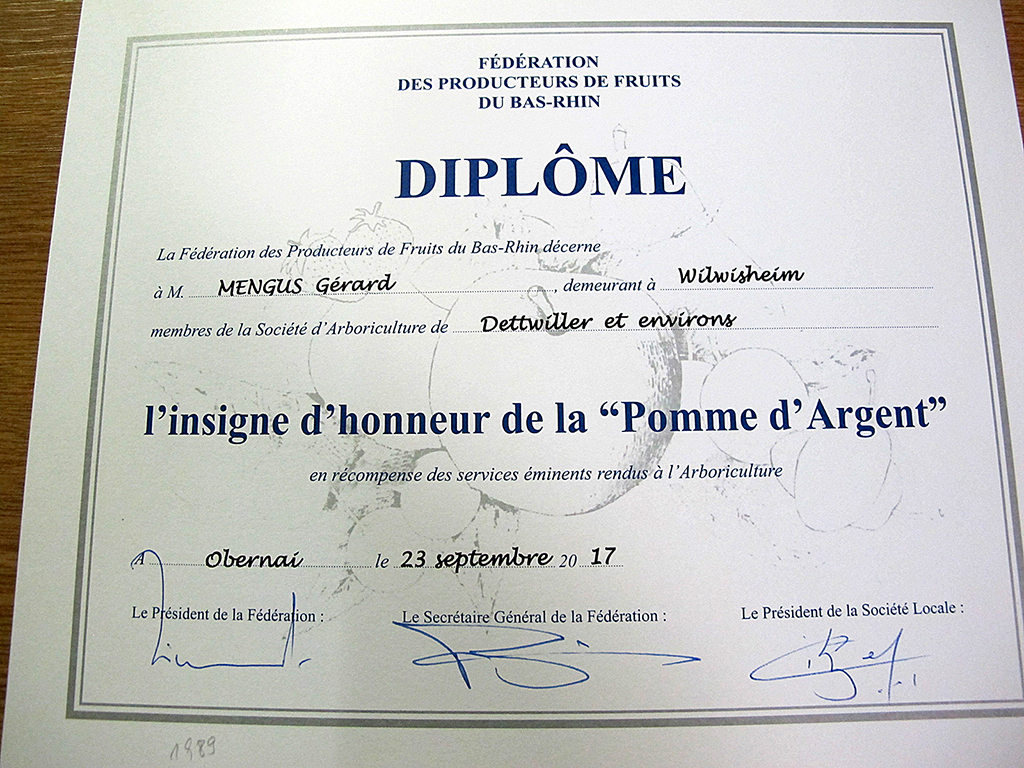 FÉDÉRATION
DES PRODUCTEURS DE FRUITS
DU BAS-RHIN
DIPLÔME
La Fédération des Producteurs de Fruits du Bas-Rhin décerne
à M. MENGUS Gérard, demeurant à Wilwisheim
membres de la Société d'Arboriculture de Dettwiller et environs
l'insigne d'honneur de la “Pomme d'Argent”
en récompense des services éminents rendus à l'Arboriculture
A Obernai le 23 septembre 20 17
Le Président de la Fédération : Le Secrétaire Général de la Fédération : Le Président de la Société Locale :
1989